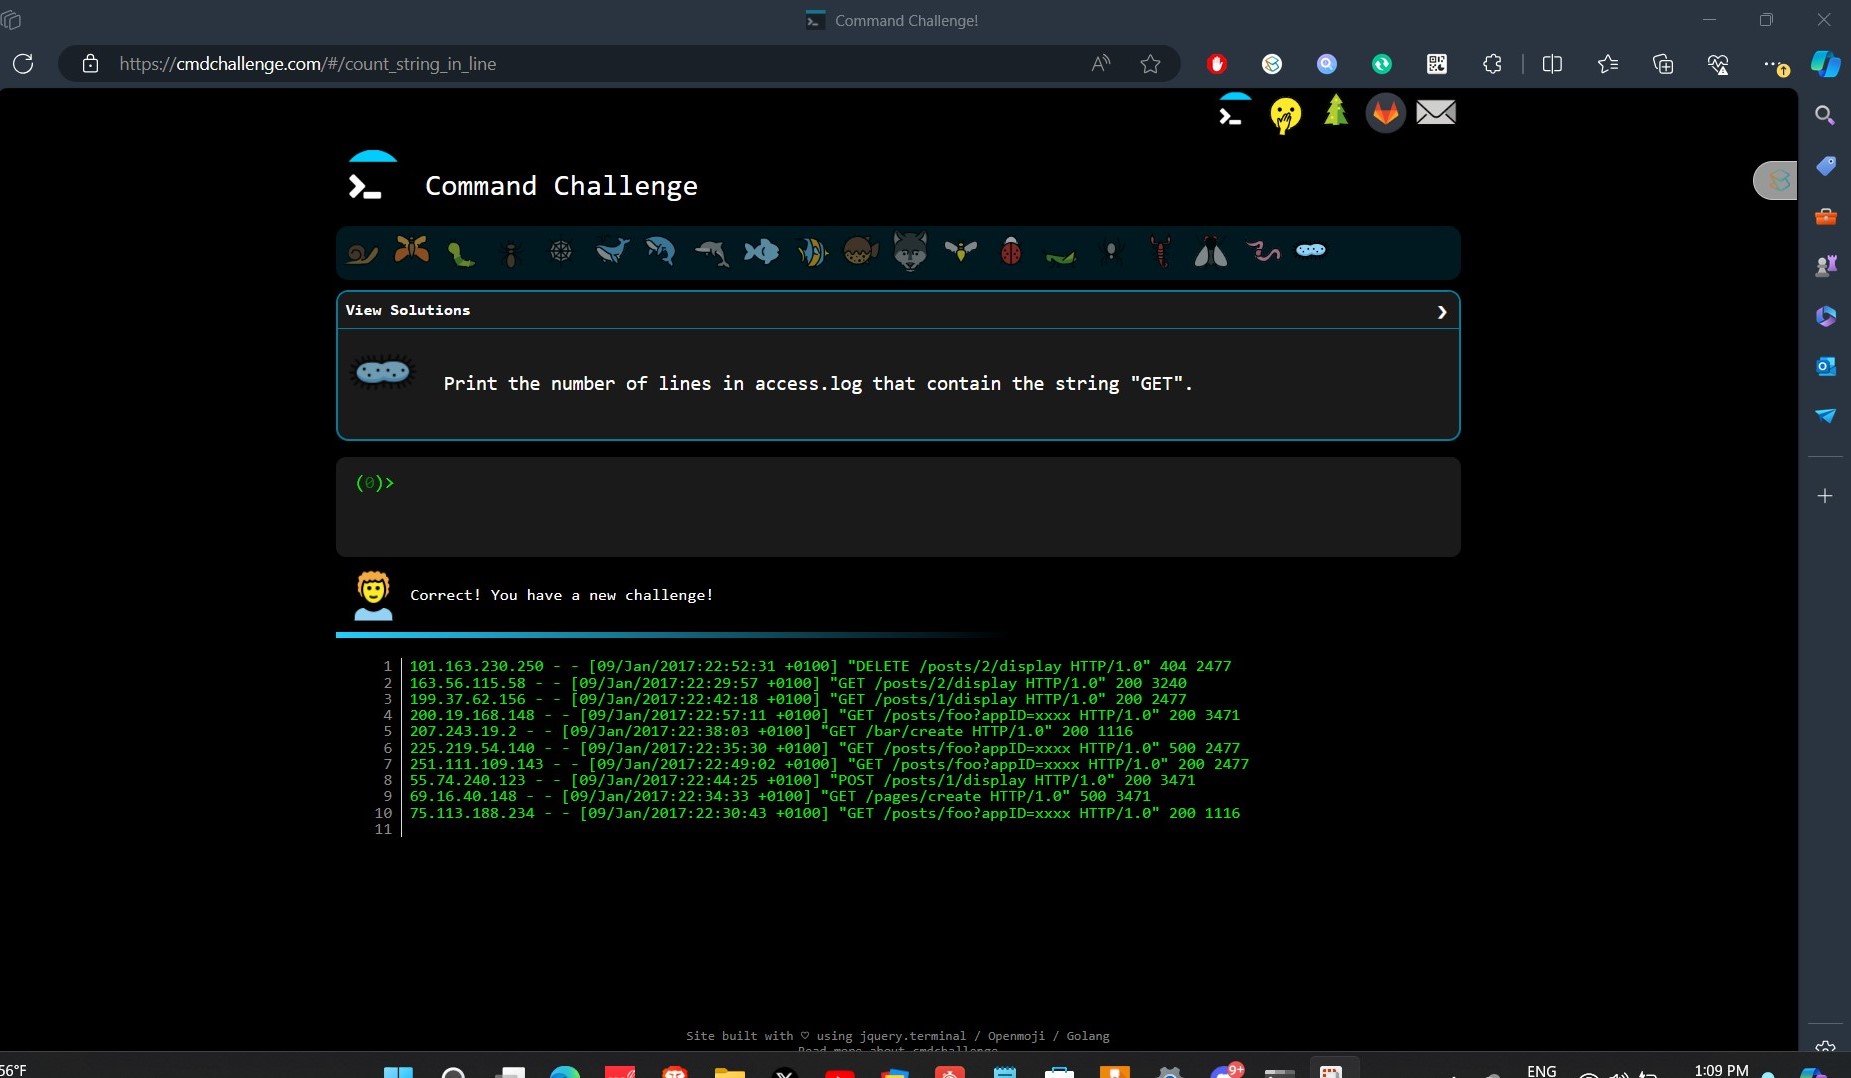 Command Challenge!
https://cmdchallenge.com/#/count_string_in_line
Command Challenge
View Solutions
Print the number of lines in access.log that contain the string "GET".
(0)>
Correct! You have a new challenge!
1 101.163.230.250 - - [09/Jan/2017:22:52:31 +0100] "DELETE /posts/2/display HTTP/1.0" 404 2477
2 163.56.115.58 - - [09/Jan/2017:22:29:57 +0100] "GET /posts/2/display HTTP/1.0" 200 3240
3 199.37.62.156 - - [09/Jan/2017:22:42:18 +0100] "GET /posts/1/display HTTP/1.0" 200 2477
4 200.19.168.148 - - [09/Jan/2017:22:57:11 +0100] "GET /posts/foo?appID=xxxx HTTP/1.0" 200 3471
5 207.243.19.2 - - [09/Jan/2017:22:38:03 +0100] "GET /bar/create HTTP/1.0" 200 1116
6 225.219.54.140 - - [09/Jan/2017:22:35:30 +0100] "GET /posts/foo?appID=xxxx HTTP/1.0" 500 2477
7 251.111.109.143 - - [09/Jan/2017:22:49:02 +0100] "GET /posts/foo?appID=xxxx HTTP/1.0" 200 2477
8 55.74.240.123 - - [09/Jan/2017:22:44:25 +0100] "POST /posts/1/display HTTP/1.0" 200 3471
9 69.16.40.148 - - [09/Jan/2017:22:34:33 +0100] "GET /pages/create HTTP/1.0" 500 3471
10 75.113.188.234 - - [09/Jan/2017:22:30:43 +0100] "GET /posts/foo?appID=xxxx HTTP/1.0" 200 1116
11
Site built with ♡ using jquery.terminal / Openmoji / Golang
Read more about cmdchallenge
56°F
9+
ENG
1:09 PM